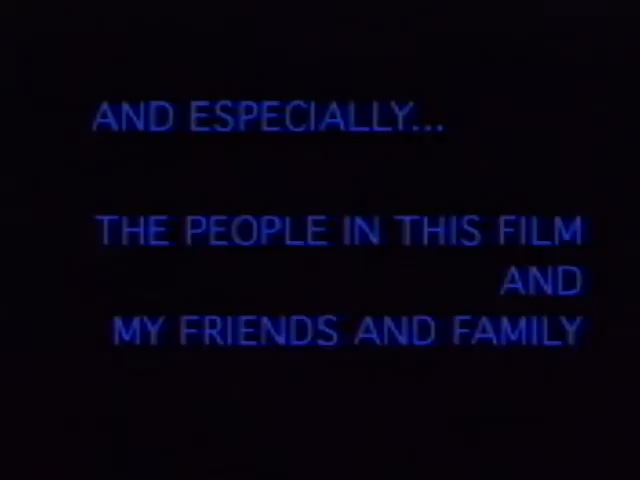 AND ESPECIALLY...
THE PEOPLE IN THIS FILM
AND
MY FRIENDS AND FAMILY